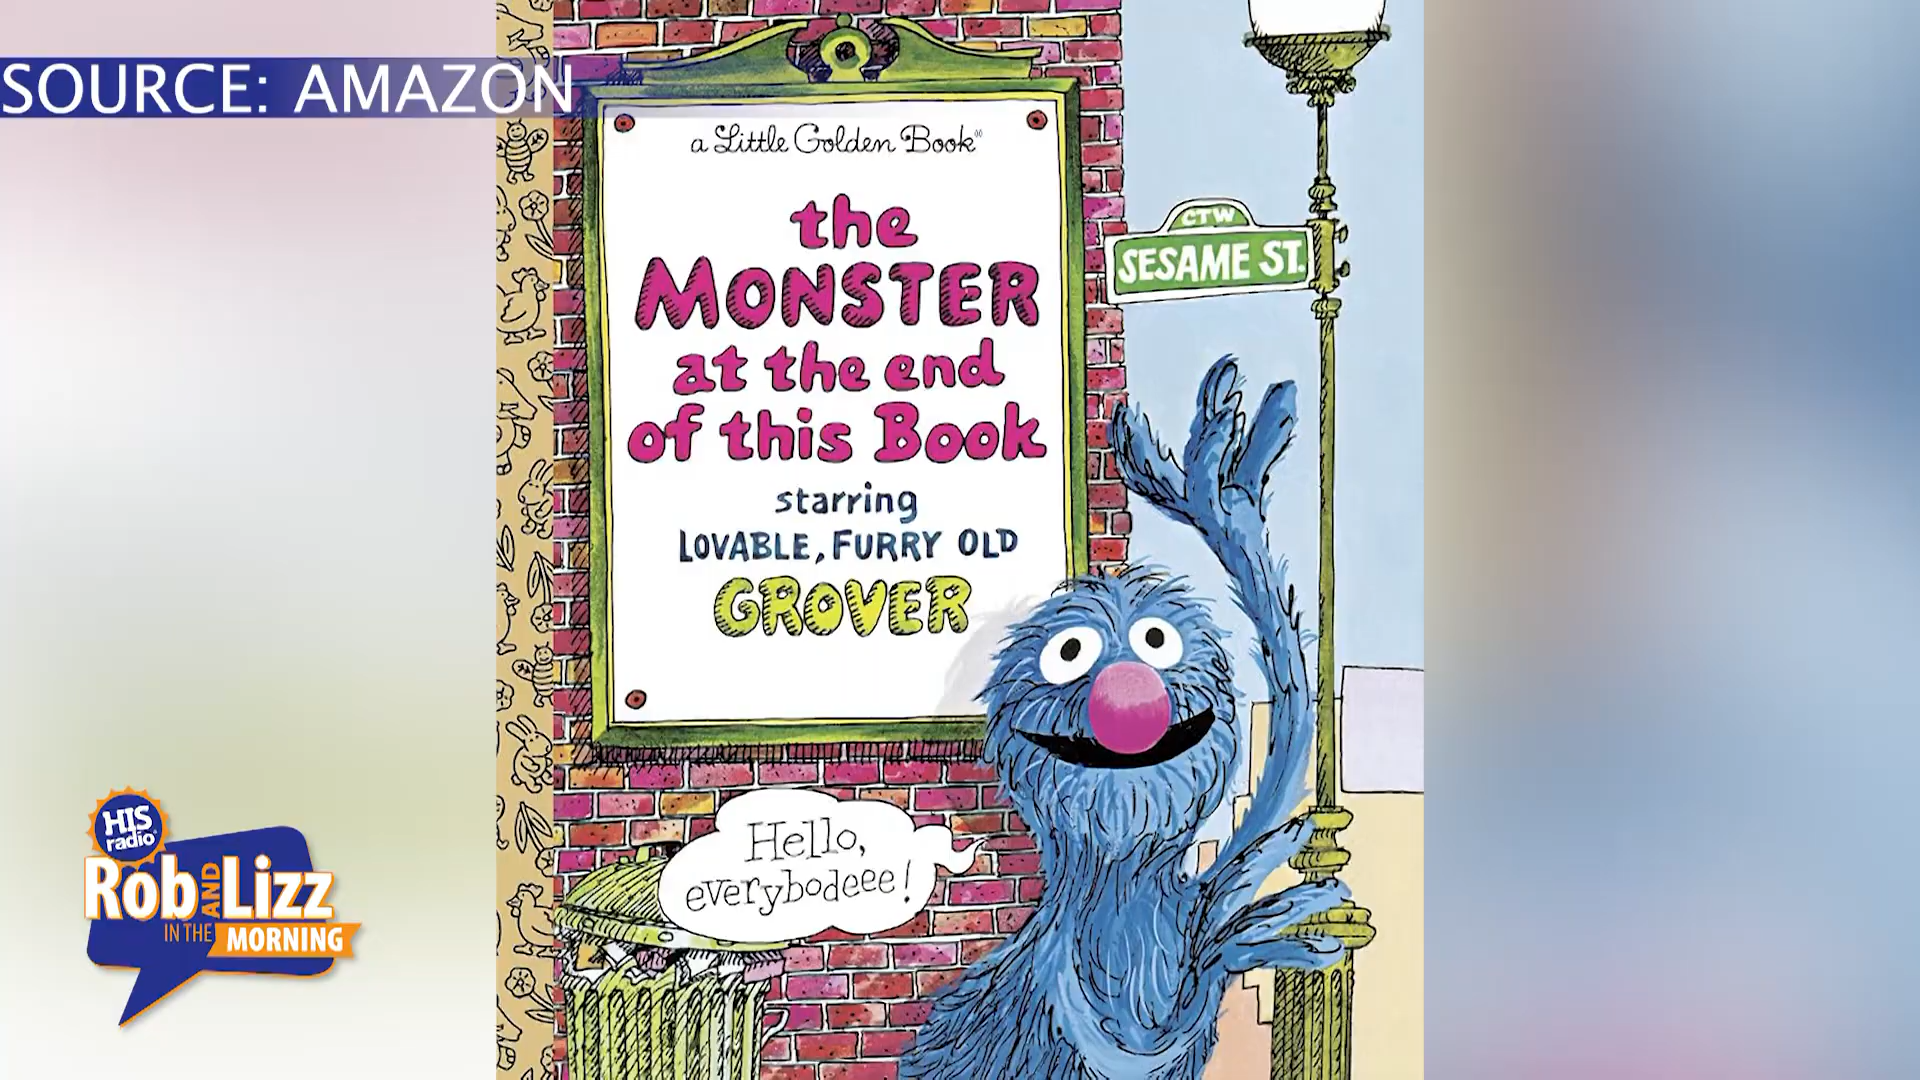 SOURCE: AMAZON
a Little Golden Book®
the
MONSTER
at the end
of this Book
starring
LOVABLE, FURRY OLD
GROVER
CTW
SESAME ST.
Hello,
everybodeee!
HIS
radio
Rob AND Lizz
IN THE MORNING